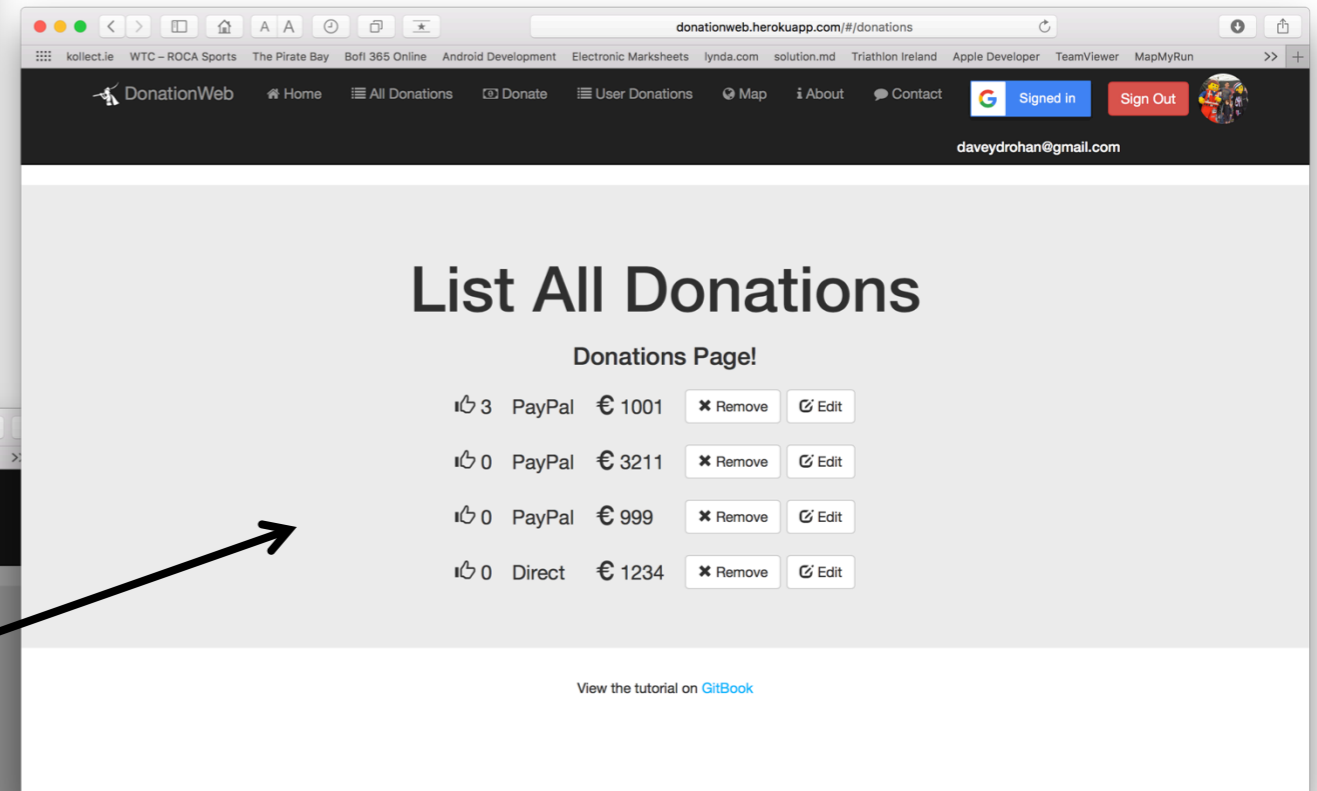 donationweb.herokuapp.com/#/donations
kollect.ie WTC – ROCA Sports The Pirate Bay BofI 365 Online Android Development Electronic Marksheets lynda.com solution.md Triathlon Ireland Apple Developer TeamViewer MapMyRun >> +
DonationWeb Home All Donations Donate User Donations Map About Contact G Signed in Sign Out
daveydrohan@gmail.com
List All Donations
Donations Page!
3 PayPal € 1001 Remove Edit
0 PayPal € 3211 Remove Edit
0 PayPal € 999 Remove Edit
0 Direct € 1234 Remove Edit
View the tutorial on GitBook